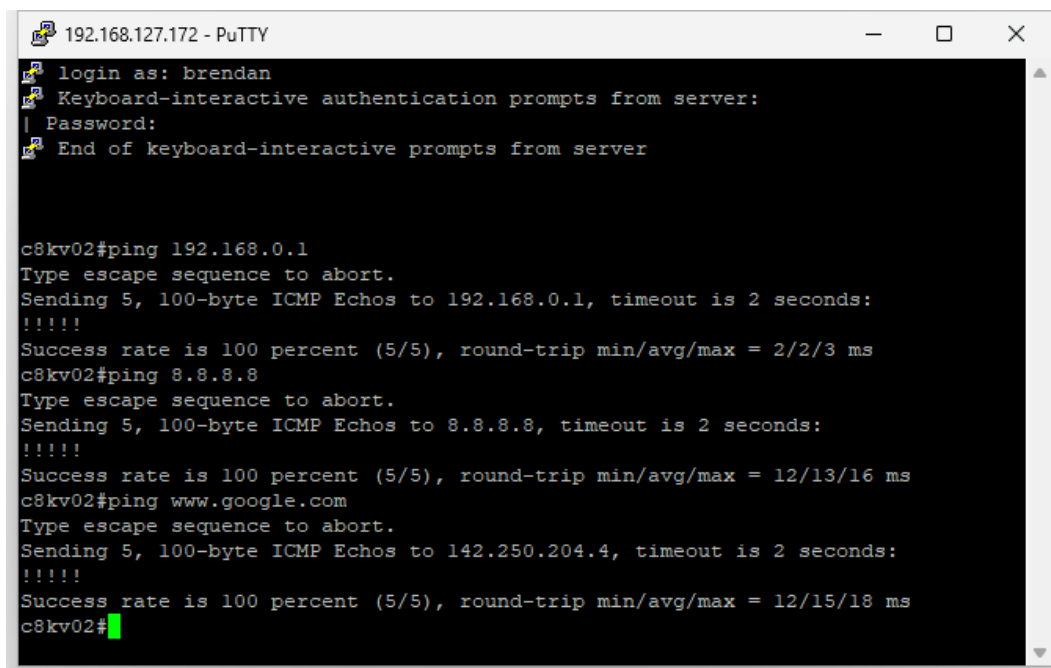 192.168.127.172 - PuTTY
login as: brendan
Keyboard-interactive authentication prompts from server:
| Password:
End of keyboard-interactive prompts from server
c8kv02#ping 192.168.0.1
Type escape sequence to abort.
Sending 5, 100-byte ICMP Echos to 192.168.0.1, timeout is 2 seconds:
!!!!!
Success rate is 100 percent (5/5), round-trip min/avg/max = 2/2/3 ms
c8kv02#ping 8.8.8.8
Type escape sequence to abort.
Sending 5, 100-byte ICMP Echos to 8.8.8.8, timeout is 2 seconds:
!!!!!
Success rate is 100 percent (5/5), round-trip min/avg/max = 12/13/16 ms
c8kv02#ping www.google.com
Type escape sequence to abort.
Sending 5, 100-byte ICMP Echos to 142.250.204.4, timeout is 2 seconds:
!!!!!
Success rate is 100 percent (5/5), round-trip min/avg/max = 12/15/18 ms
c8kv02#